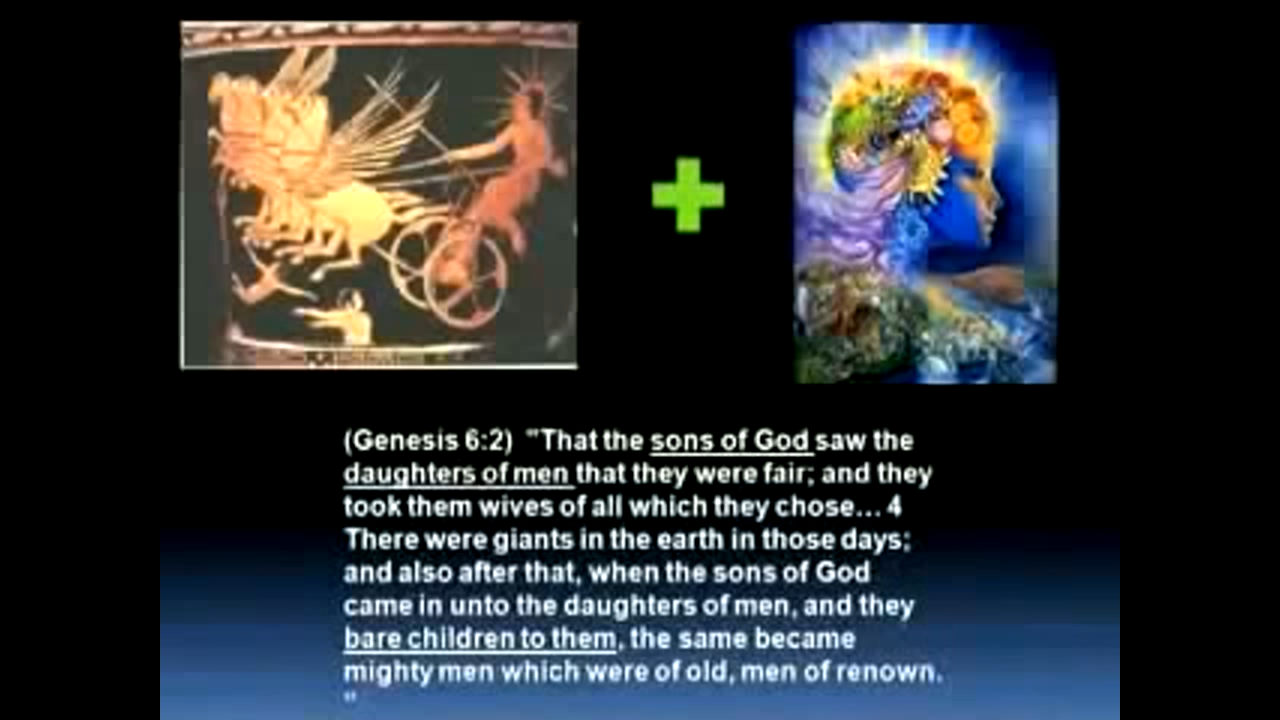 (Genesis 6:2) "That the sons of God saw the
daughters of men that they were fair; and they
took them wives of all which they chose... 4
There were giants in the earth in those days;
and also after that, when the sons of God
came in unto the daughters of men, and they
bare children to them, the same became
mighty men which were of old, men of renown.
"